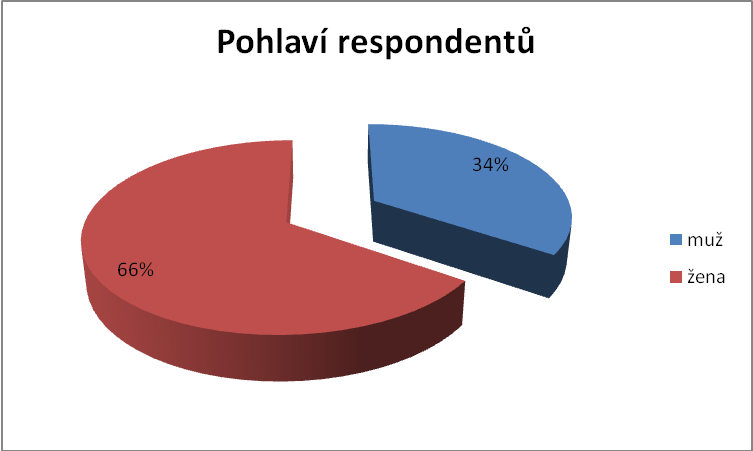 Pohlaví respondentů
34%
66%
muž
žena